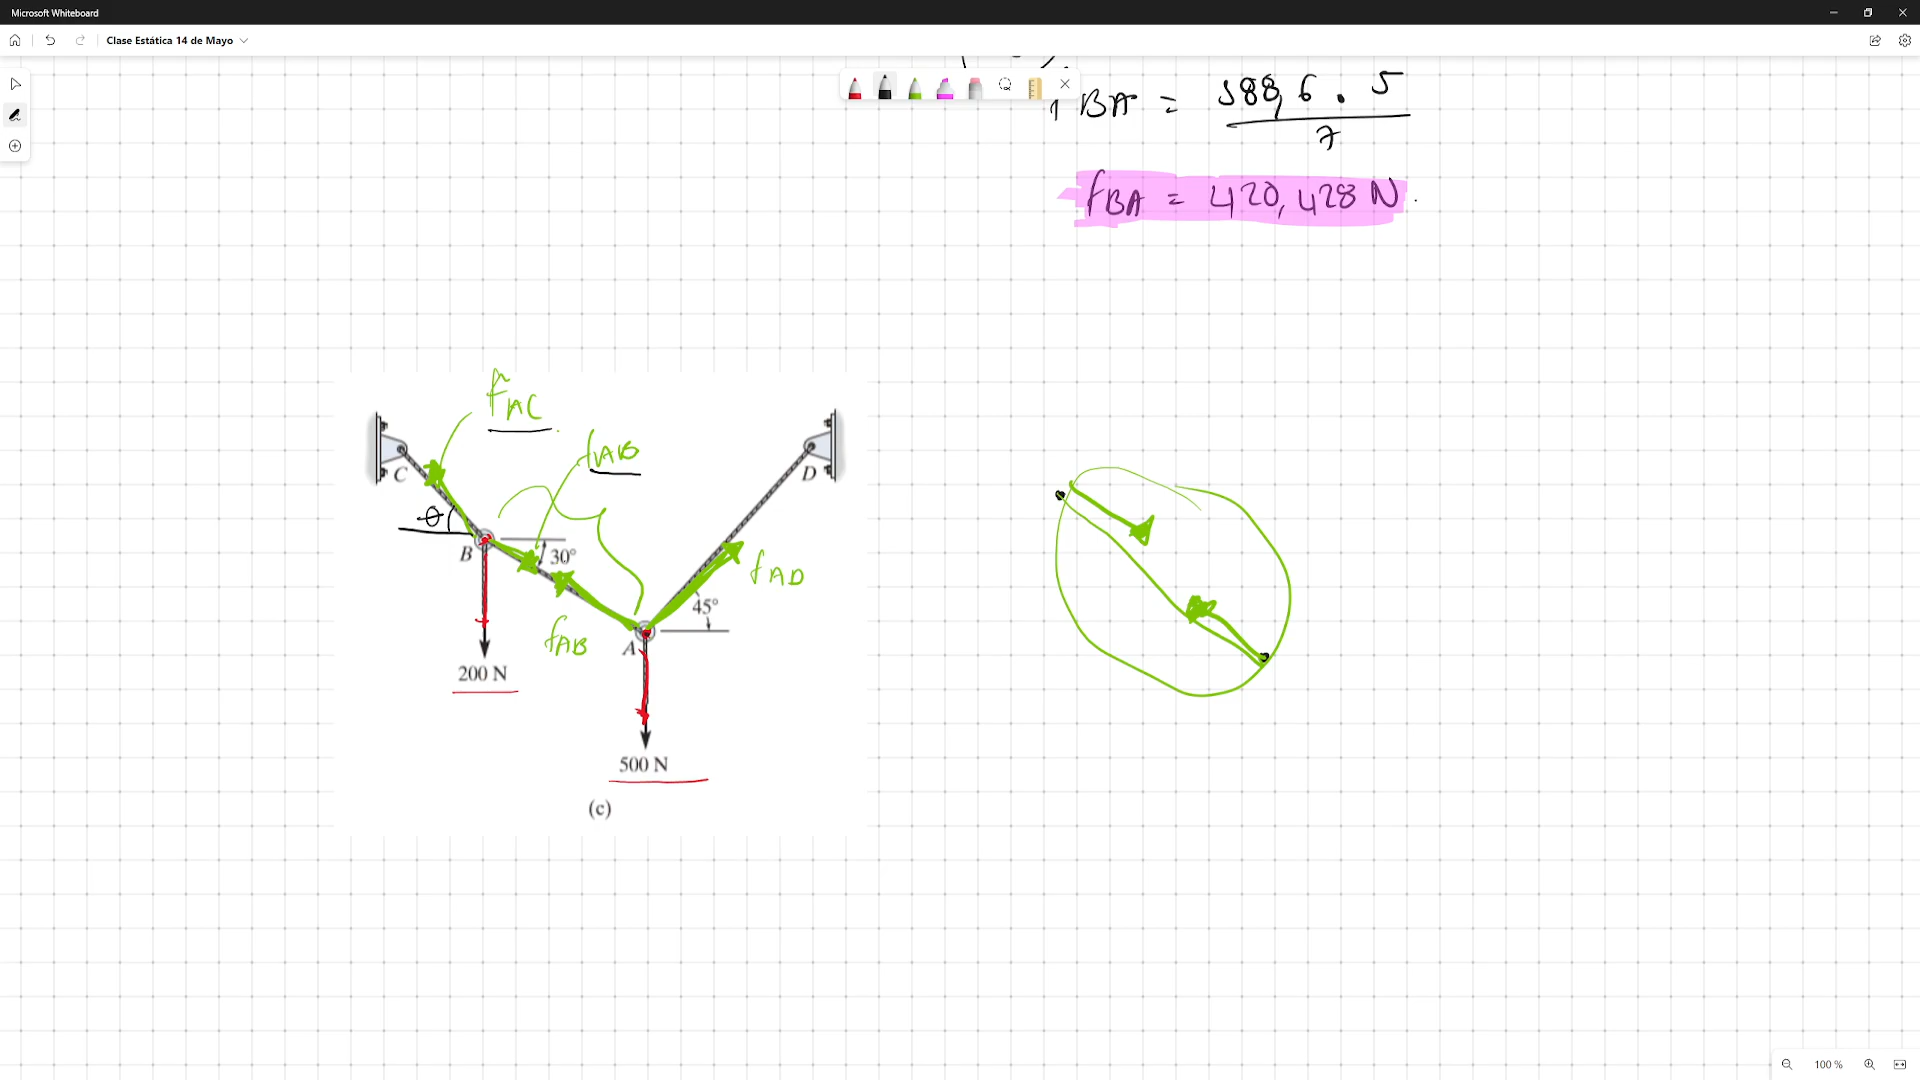 Microsoft Whiteboard
Clase Estática 14 de Mayo
BA = 588,6 . 5
7
fBA = 420,428 N.
FAC
fAB
C
D
θ
B
30°
fAD
45°
fAB
A
200 N
500 N
(c)
100 %